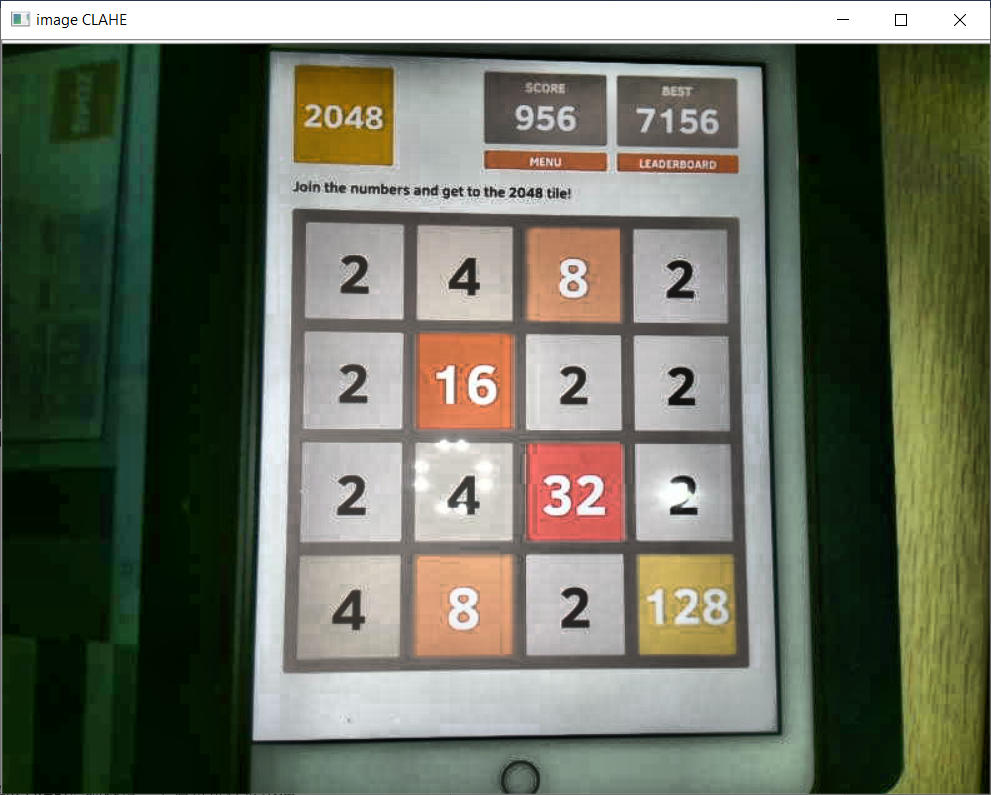 image CLAHE
2048
SCORE
956
BEST
7156
MENU
LEADERBOARD
Join the numbers and get to the 2048 tile!
2 4 8 2
2 16 2 2
2 4 32 2
4 8 2 128